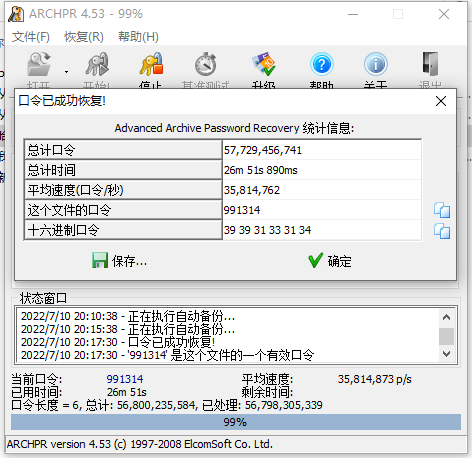 ARCHPR 4.53 - 99%
文件(F) 恢复(R) 帮助(H)
打开 开始! 停止 基准测试 升级 帮助 关于 退出
口令已成功恢复!
Advanced Archive Password Recovery 统计信息:
总计口令 57,729,456,741
总计时间 26m 51s 890ms
平均速度(口令/秒) 35,814,762
这个文件的口令 991314
十六进制口令 39 39 31 33 31 34
保存... 确定
状态窗口
2022/7/10 20:10:38 - 正在执行自动备份...
2022/7/10 20:15:38 - 正在执行自动备份...
2022/7/10 20:17:30 - 口令已成功恢复!
2022/7/10 20:17:30 - '991314' 是这个文件的一个有效口令
当前口令: 991314 平均速度: 35,814,873 p/s
已用时间: 26m 51s 剩余时间:
口令长度 = 6, 总计: 56,800,235,584, 已处理: 56,798,305,339
99%
ARCHPR version 4.53 (c) 1997-2008 ElcomSoft Co. Ltd.